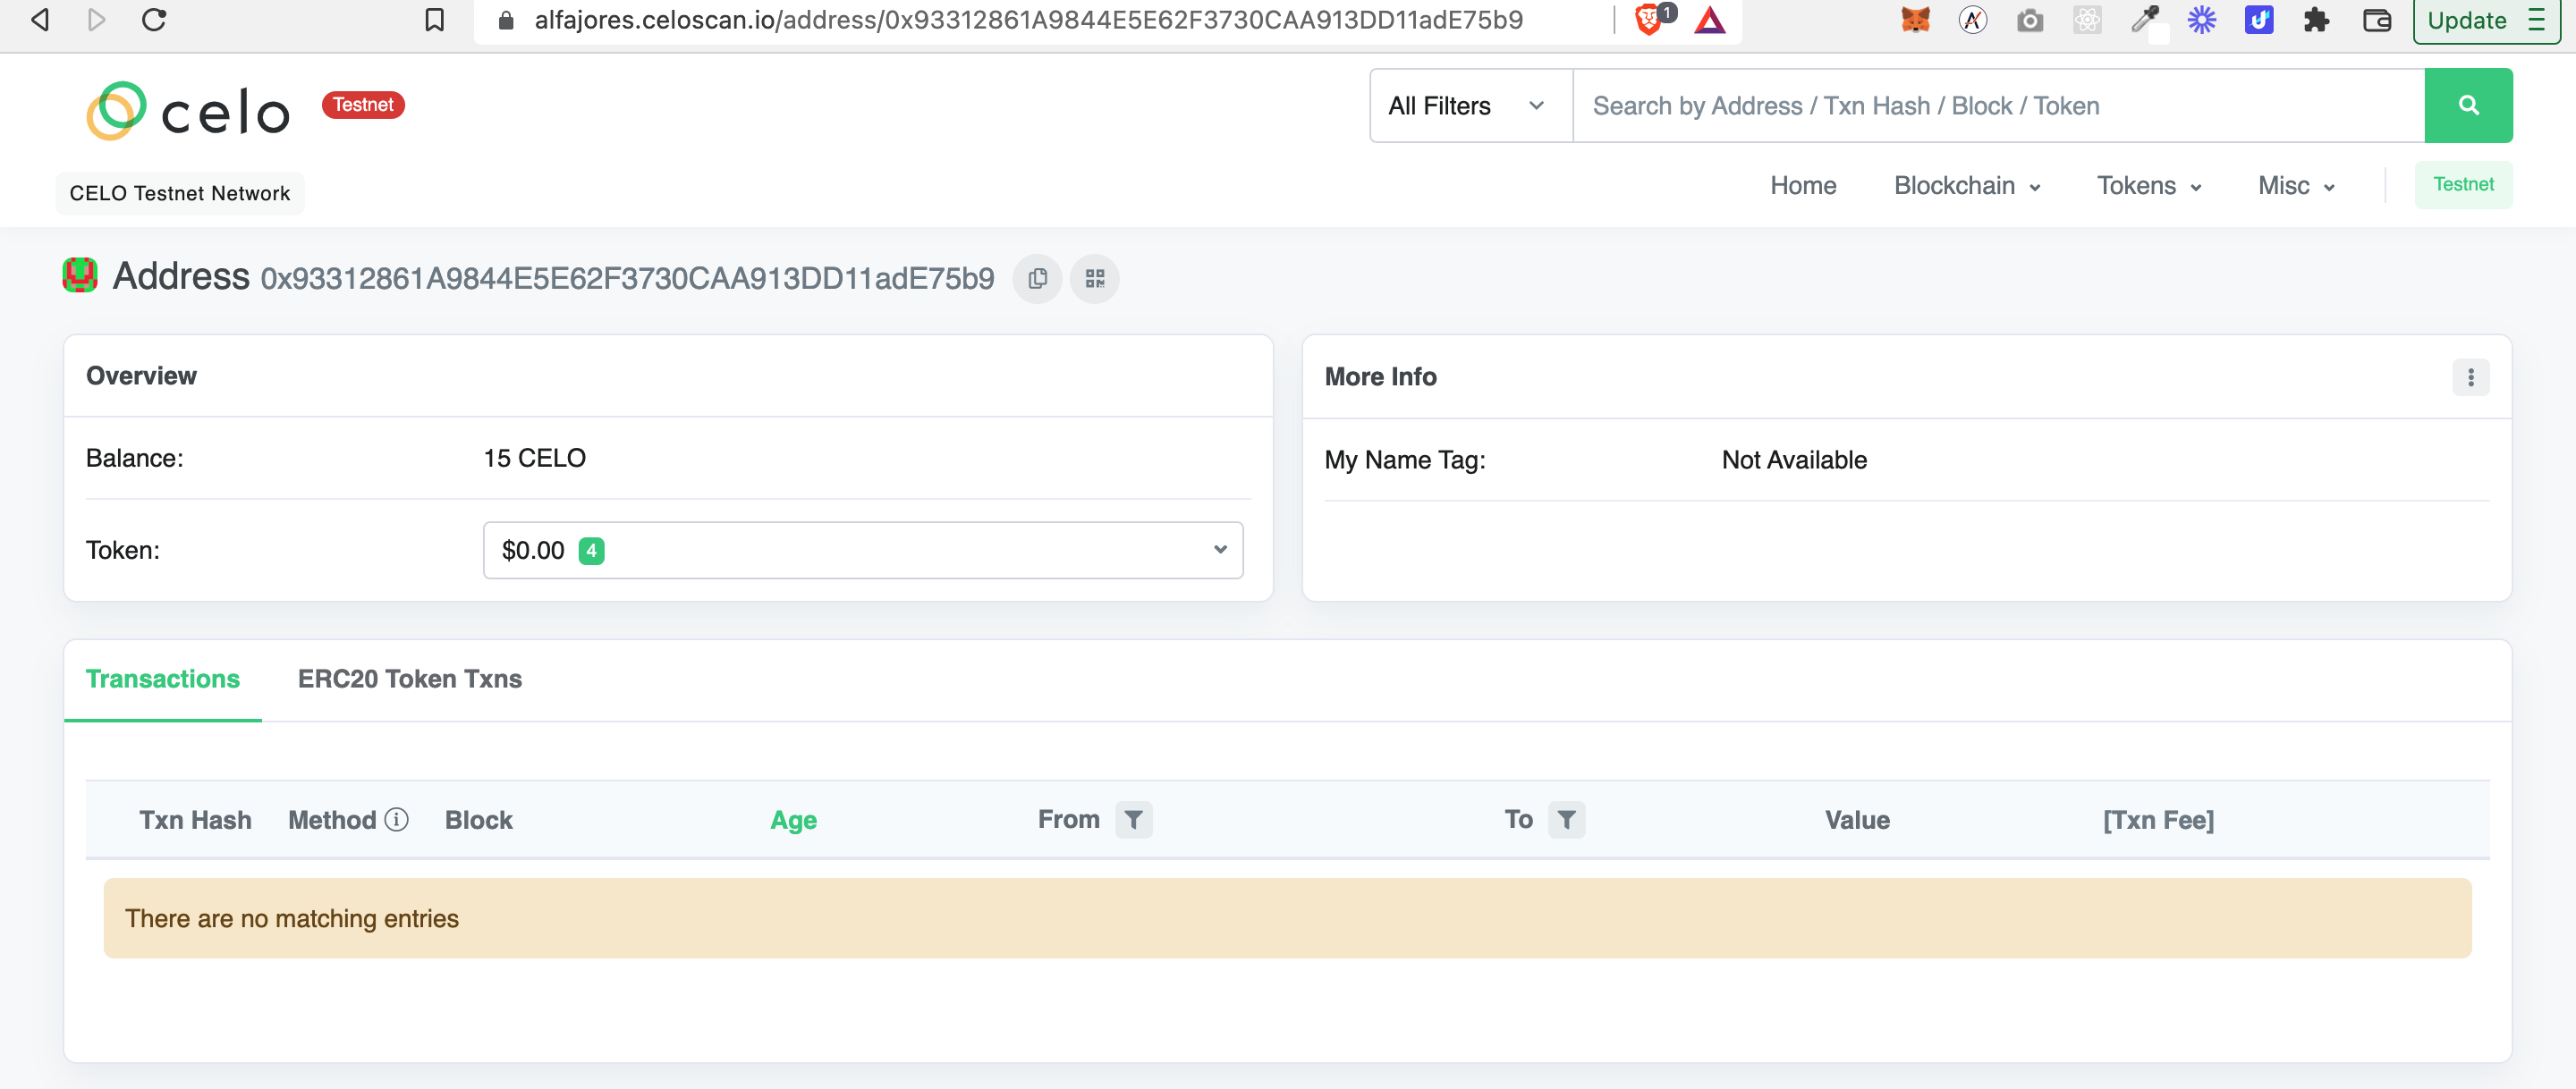 alfajores.celoscan.io/address/0x93312861A9844E5E62F3730CAA913DD11adE75b9
1
Update
celo
Testnet
All Filters
Search by Address / Txn Hash / Block / Token
CELO Testnet Network
Home
Blockchain
Tokens
Misc
Testnet
Address 0x93312861A9844E5E62F3730CAA913DD11adE75b9
Overview
Balance:
15 CELO
Token:
$0.00 4
More Info
My Name Tag:
Not Available
Transactions
ERC20 Token Txns
Txn Hash
Method
Block
Age
From
To
Value
[Txn Fee]
There are no matching entries